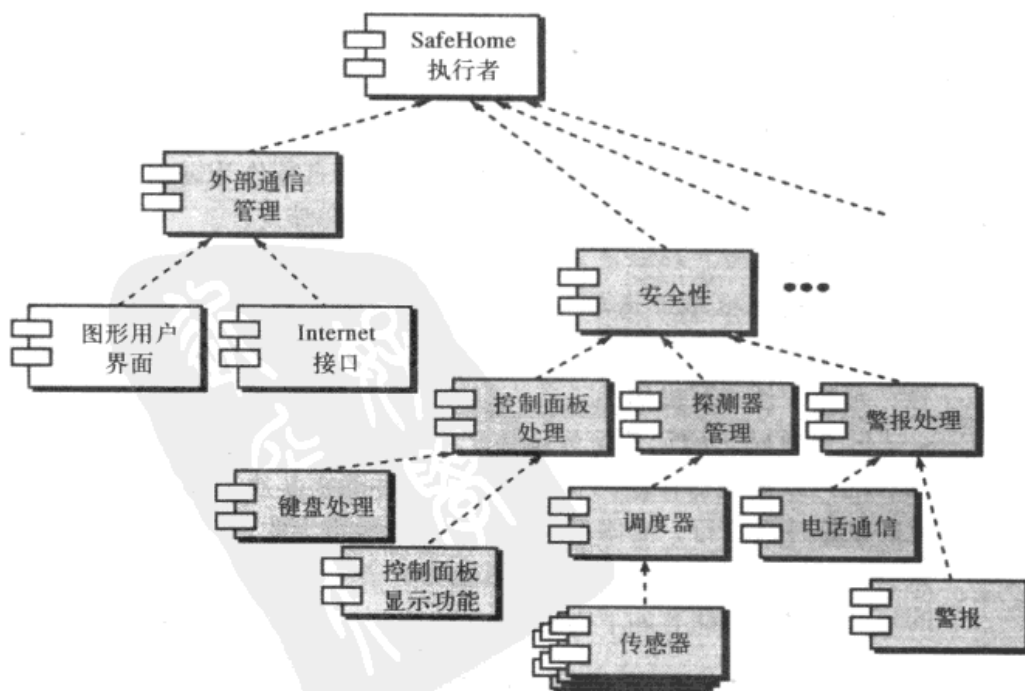 SafeHome
执行者
外部通信
管理
图形用户
界面
Internet
接口
安全性
控制面板
处理
探测器
管理
警报处理
键盘处理
控制面板
显示功能
调度器
电话通信
传感器
警报